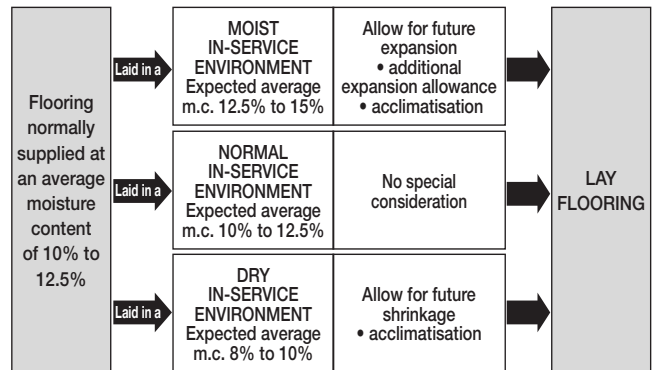 Flooring
normally
supplied at
an average
moisture
content
of 10% to
12.5%
Laid in a
MOIST
IN-SERVICE
ENVIRONMENT
Expected average
m.c. 12.5% to 15%
Allow for future
expansion
• additional
expansion allowance
• acclimatisation
Laid in a
NORMAL
IN-SERVICE
ENVIRONMENT
Expected average
m.c. 10% to 12.5%
No special
consideration
Laid in a
DRY
IN-SERVICE
ENVIRONMENT
Expected average
m.c. 8% to 10%
Allow for future
shrinkage
• acclimatisation
LAY
FLOORING